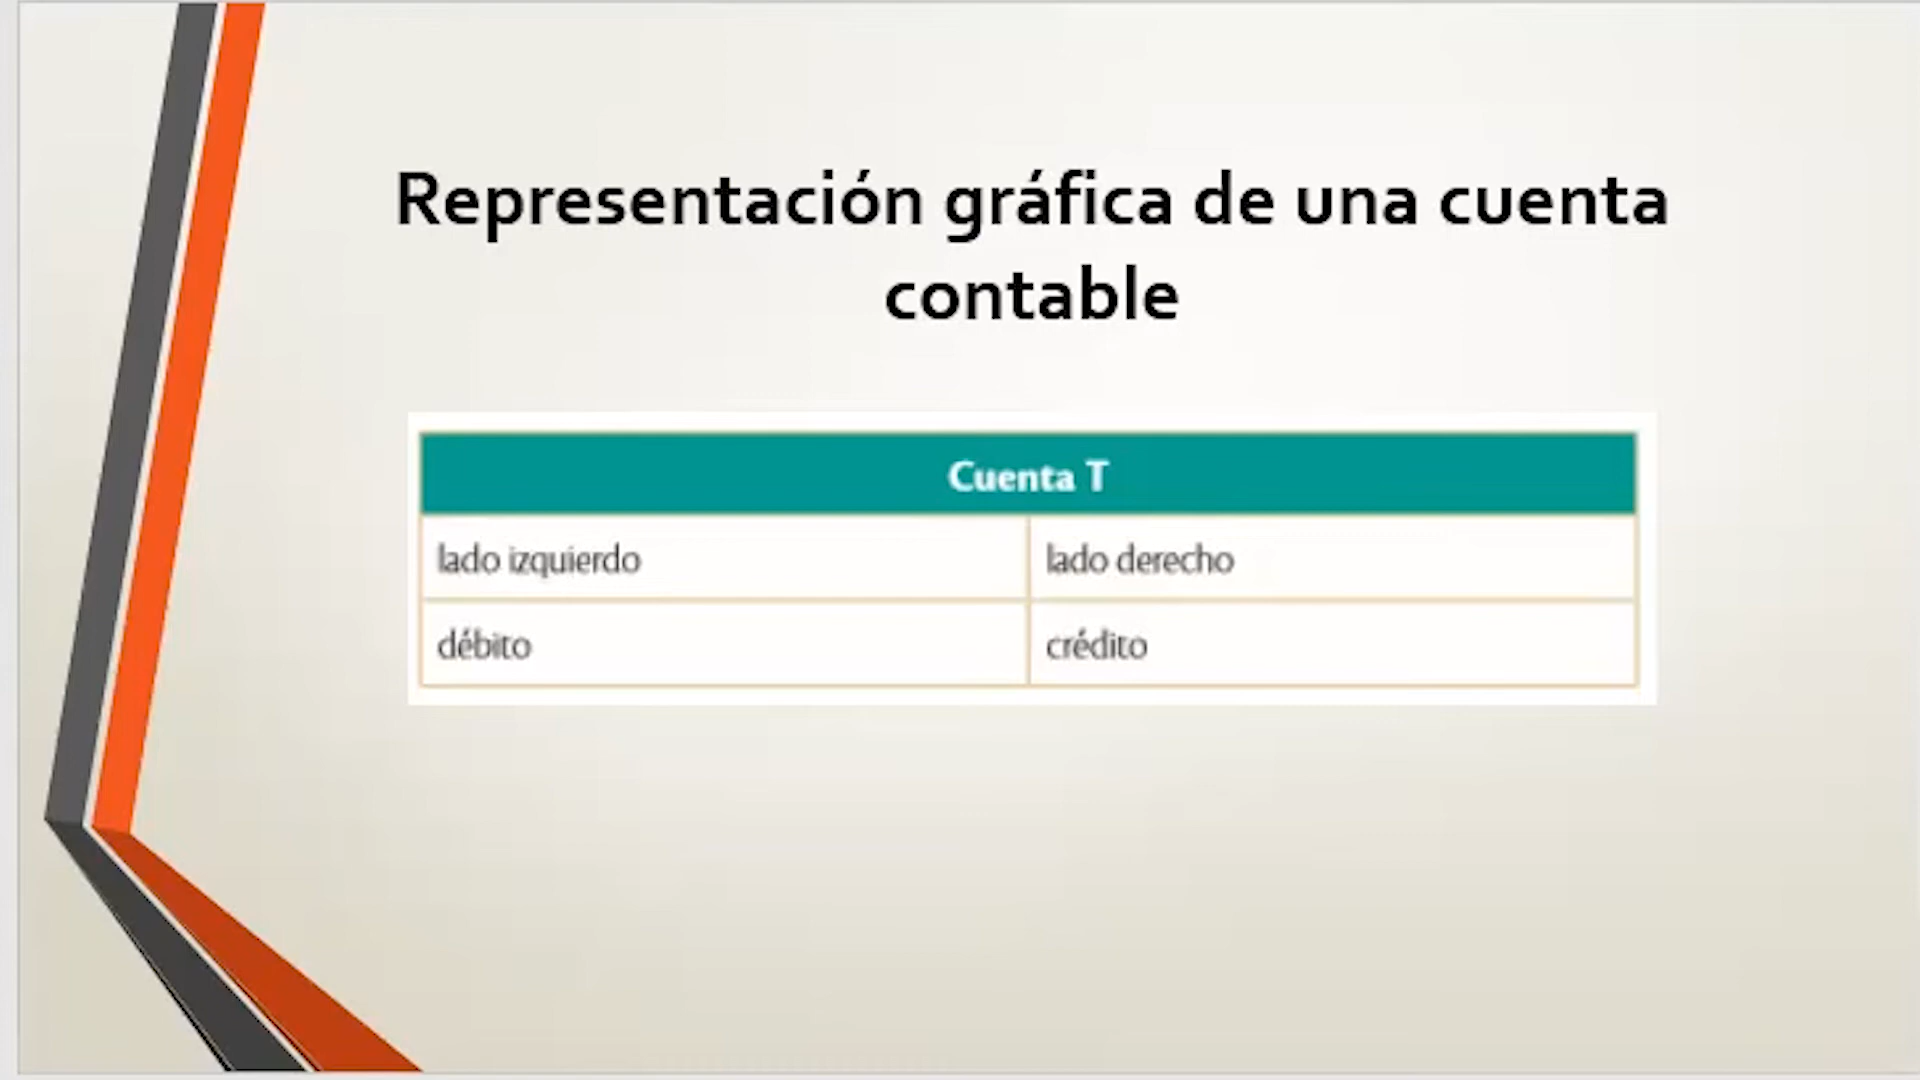 Representación gráfica de una cuenta
contable
Cuenta T
lado izquierdo lado derecho
débito crédito